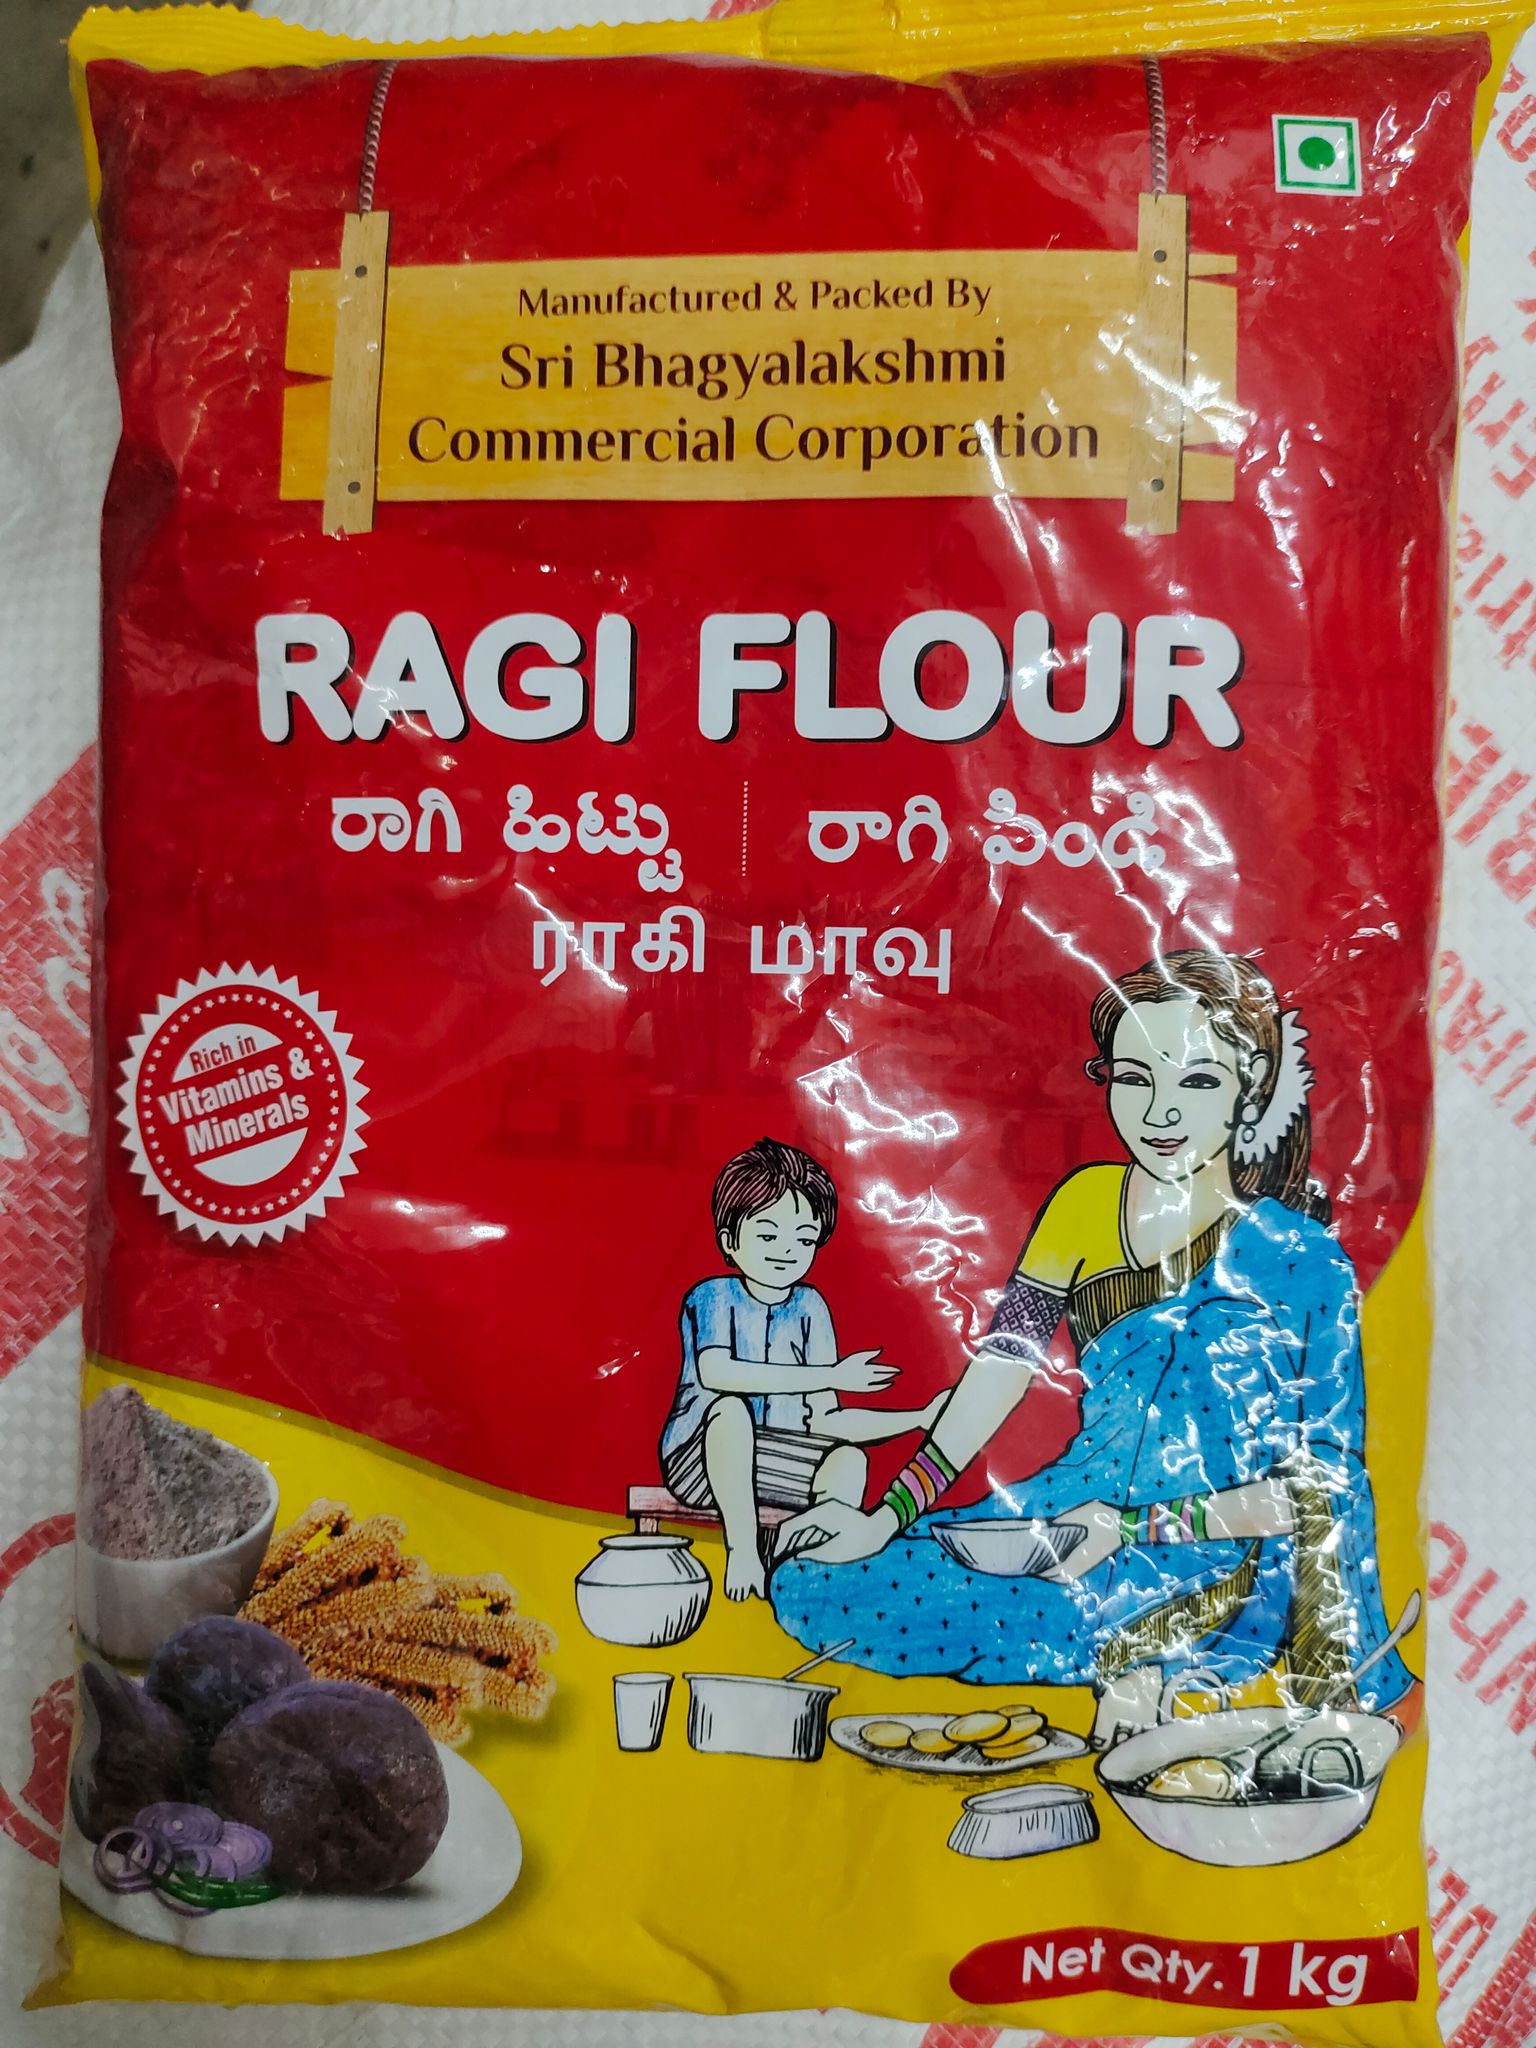 Manufactured & Packed By
Sri Bhagyalakshmi
Commercial Corporation
RAGI FLOUR
ರಾಗಿ ಹಿಟ್ಟು | రాగి పిండి
ராகி மாவு
Rich in
Vitamins &
Minerals
Net Qty. 1 kg